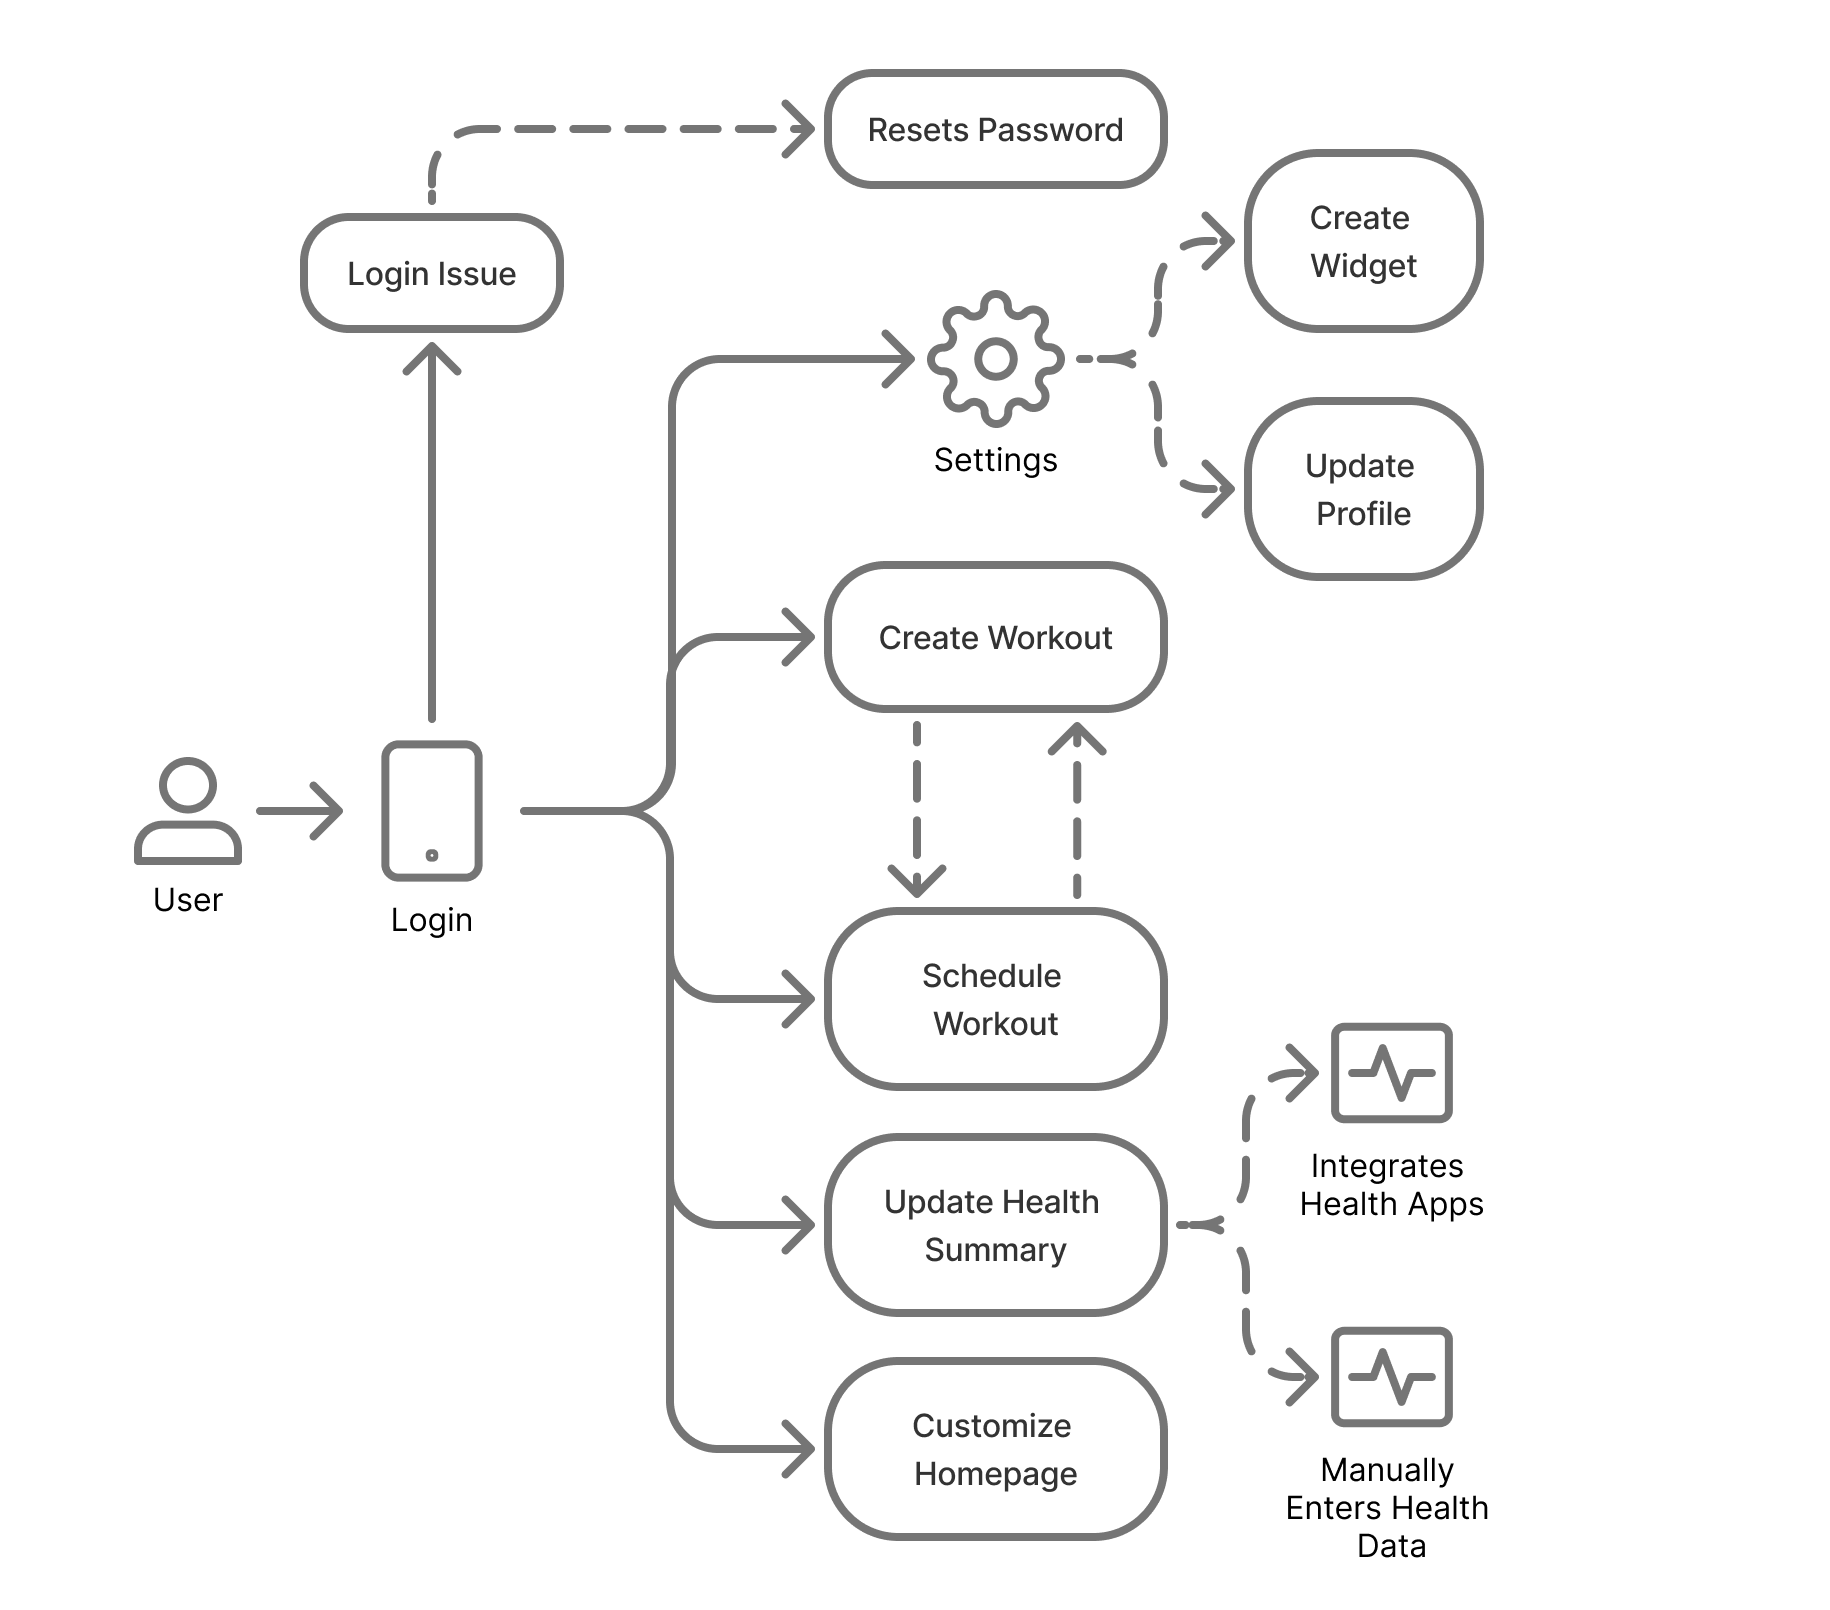 Resets Password
Create
Widget
Login Issue
Settings
Update
Profile
Create Workout
User
Login
Schedule
Workout
Integrates
Health Apps
Update Health
Summary
Customize
Homepage
Manually
Enters Health
Data